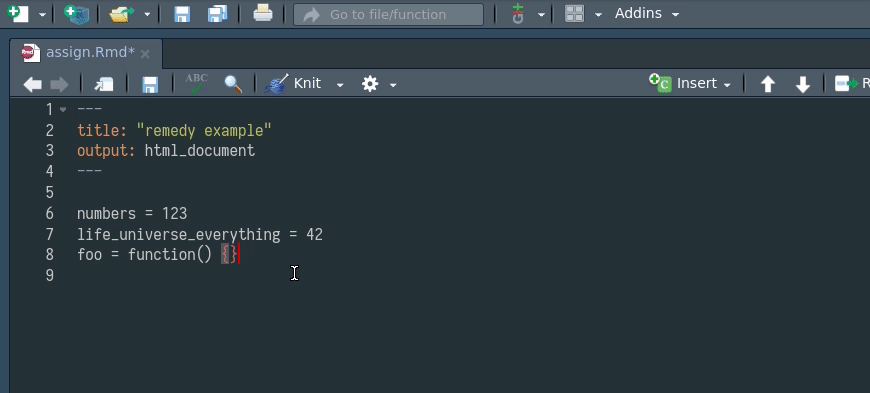 Go to file/function
Addins
Rmd
assign.Rmd*
ABC
Knit
Insert
R
1 ---
2 title: "remedy example"
3 output: html_document
4 ---
5
6 numbers = 123
7 life_universe_everything = 42
8 foo = function() {}
9